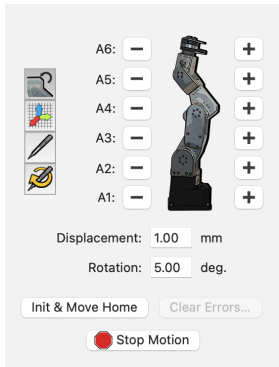 A6: − +
A5: − +
A4: − +
A3: − +
A2: − +
A1: − +
Displacement: 1.00 mm
Rotation: 5.00 deg.
Init & Move Home Clear Errors...
Stop Motion